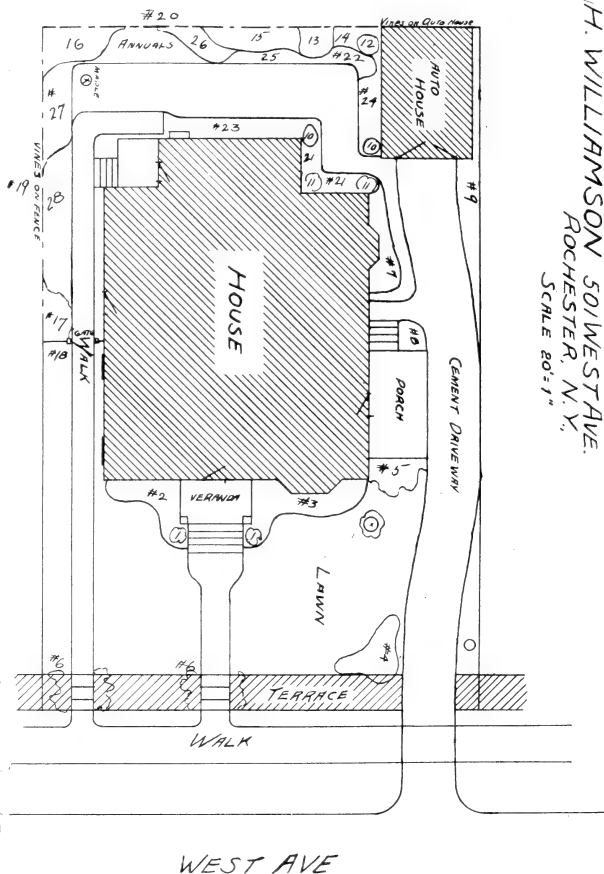 H. WILLIAMSON 501 WEST AVE.
ROCHESTER, N.Y.,
SCALE 20'=1"
#20
VINES ON AUTO HOUSE
16
ANNUALS
26
15
13
14
12
25
#22
MAPLE
#27
#24
AUTO
HOUSE
#23
10
10
21
11
#21
11
#9
#19
VINES ON FENCE
28
#7
HOUSE
#17
GATE
#18
WALK
#8
PORCH
CEMENT DRIVEWAY
#5
#2
VERANDA
#3
1
1
LAWN
#4
#6
#6
TERRACE
WALK
WEST AVE